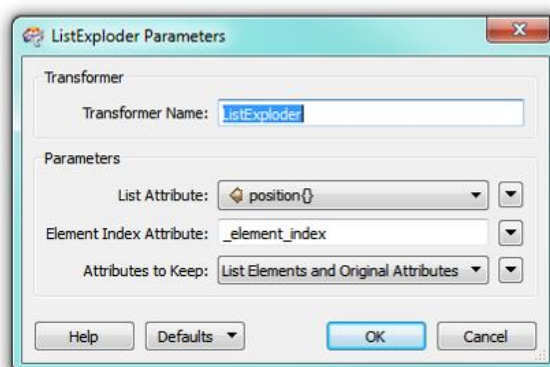 ListExploder Parameters
Transformer
Transformer Name: ListExploder
Parameters
List Attribute: position{}
Element Index Attribute: _element_index
Attributes to Keep: List Elements and Original Attributes
Help Defaults OK Cancel